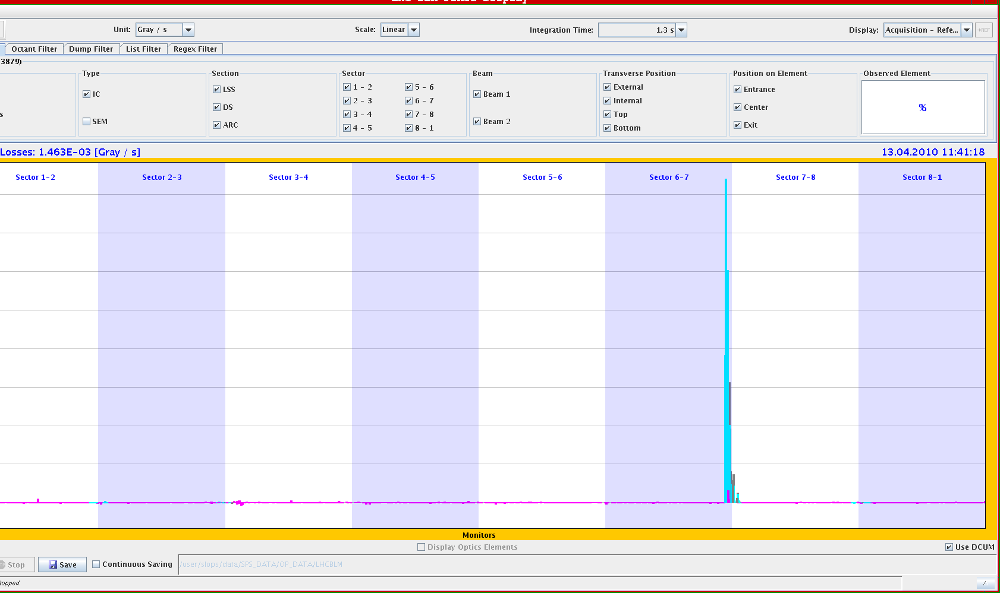 Unit: Gray / s Scale: Linear Integration Time: 1.3 s Display: Acquisition - Refe... →REF
Octant Filter Dump Filter List Filter Regex Filter
3879)
Type Section Sector Beam Transverse Position Position on Element Observed Element
IC LSS 1 - 2 5 - 6 Beam 1 External Entrance
2 - 3 6 - 7 Internal
s DS 3 - 4 7 - 8 Top Center %
SEM ARC 4 - 5 8 - 1 Beam 2 Bottom Exit
Losses: 1.463E-03 [Gray / s] 13.04.2010 11:41:18
Sector 1-2 Sector 2-3 Sector 3-4 Sector 4-5 Sector 5-6 Sector 6-7 Sector 7-8 Sector 8-1
Monitors
Display Optics Elements Use DCUM
Stop Save Continuous Saving /user/slops/data/SPS_DATA/OP_DATA/LHCBLM
topped.